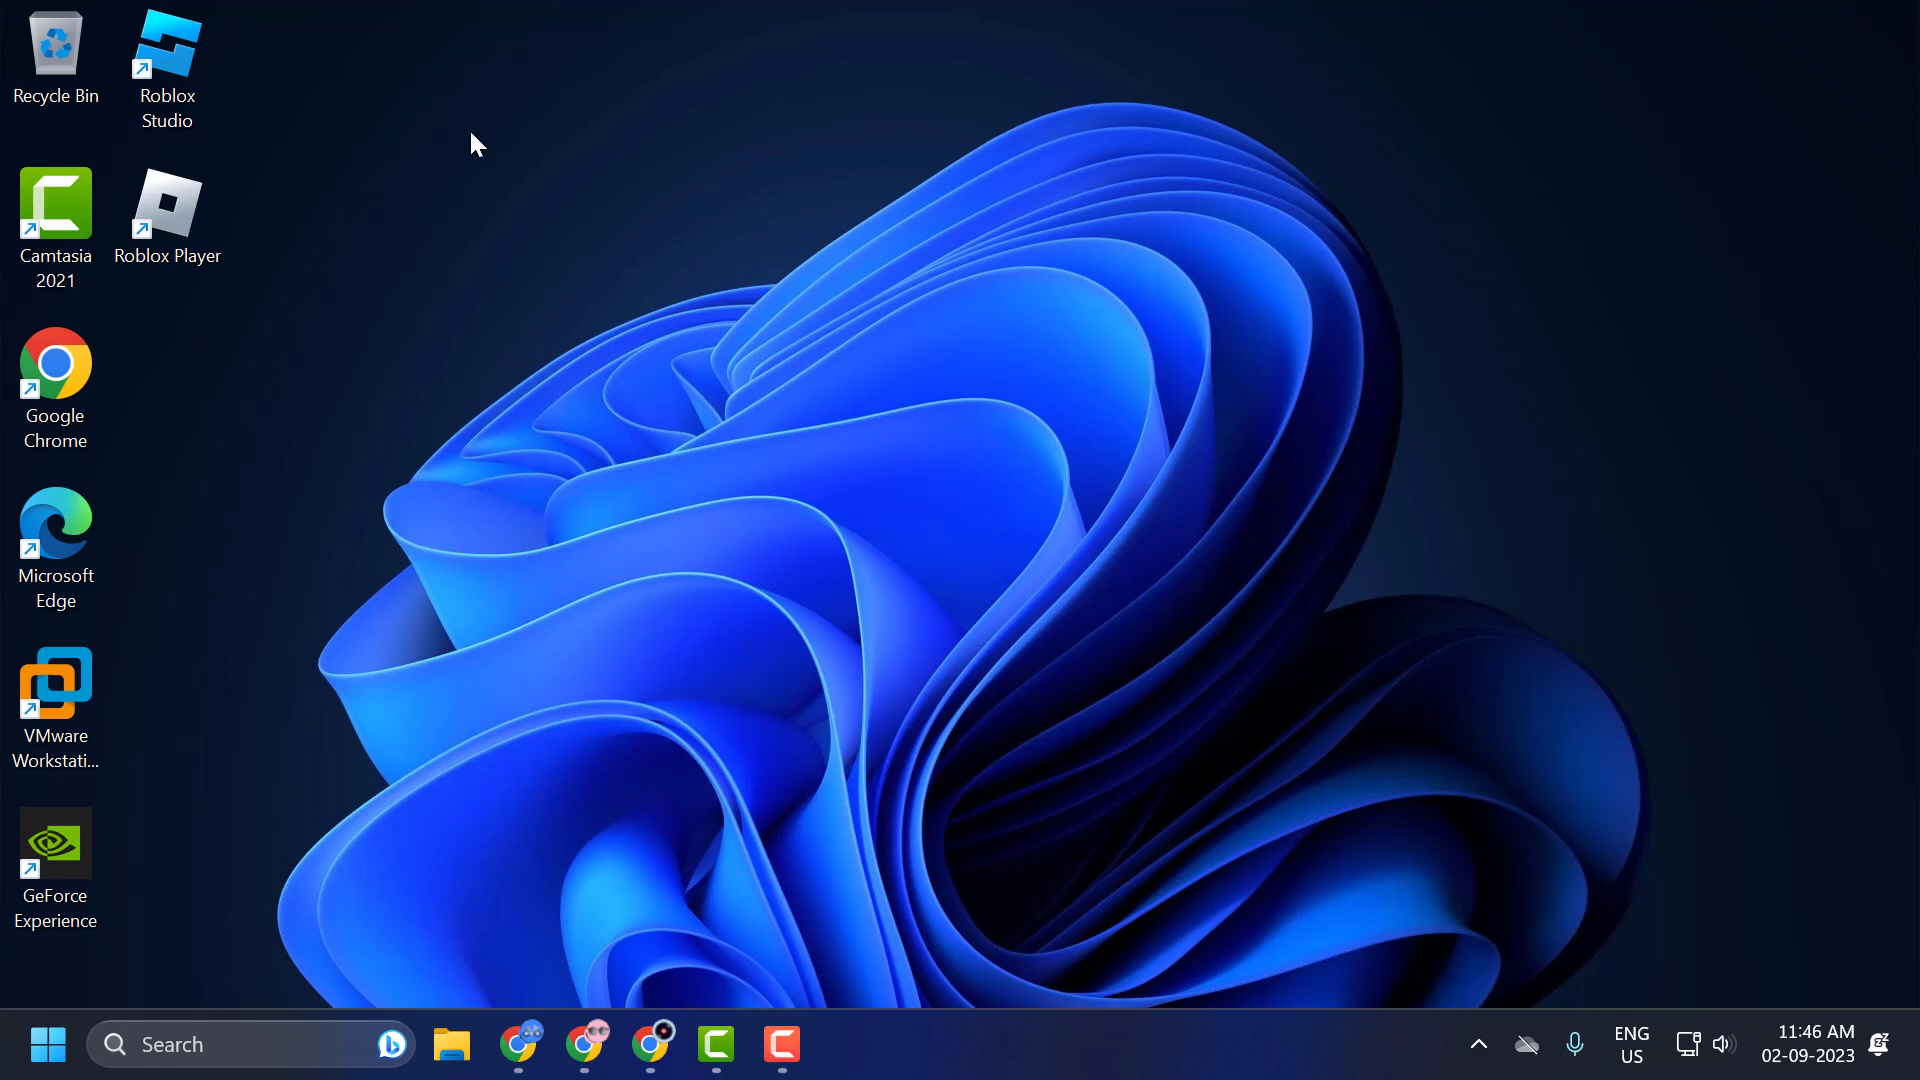 Recycle Bin
Roblox
Studio
Camtasia
2021
Roblox Player
Google
Chrome
Microsoft
Edge
VMware
Workstati...
GeForce
Experience
Search
ENG
US
11:46 AM
02-09-2023